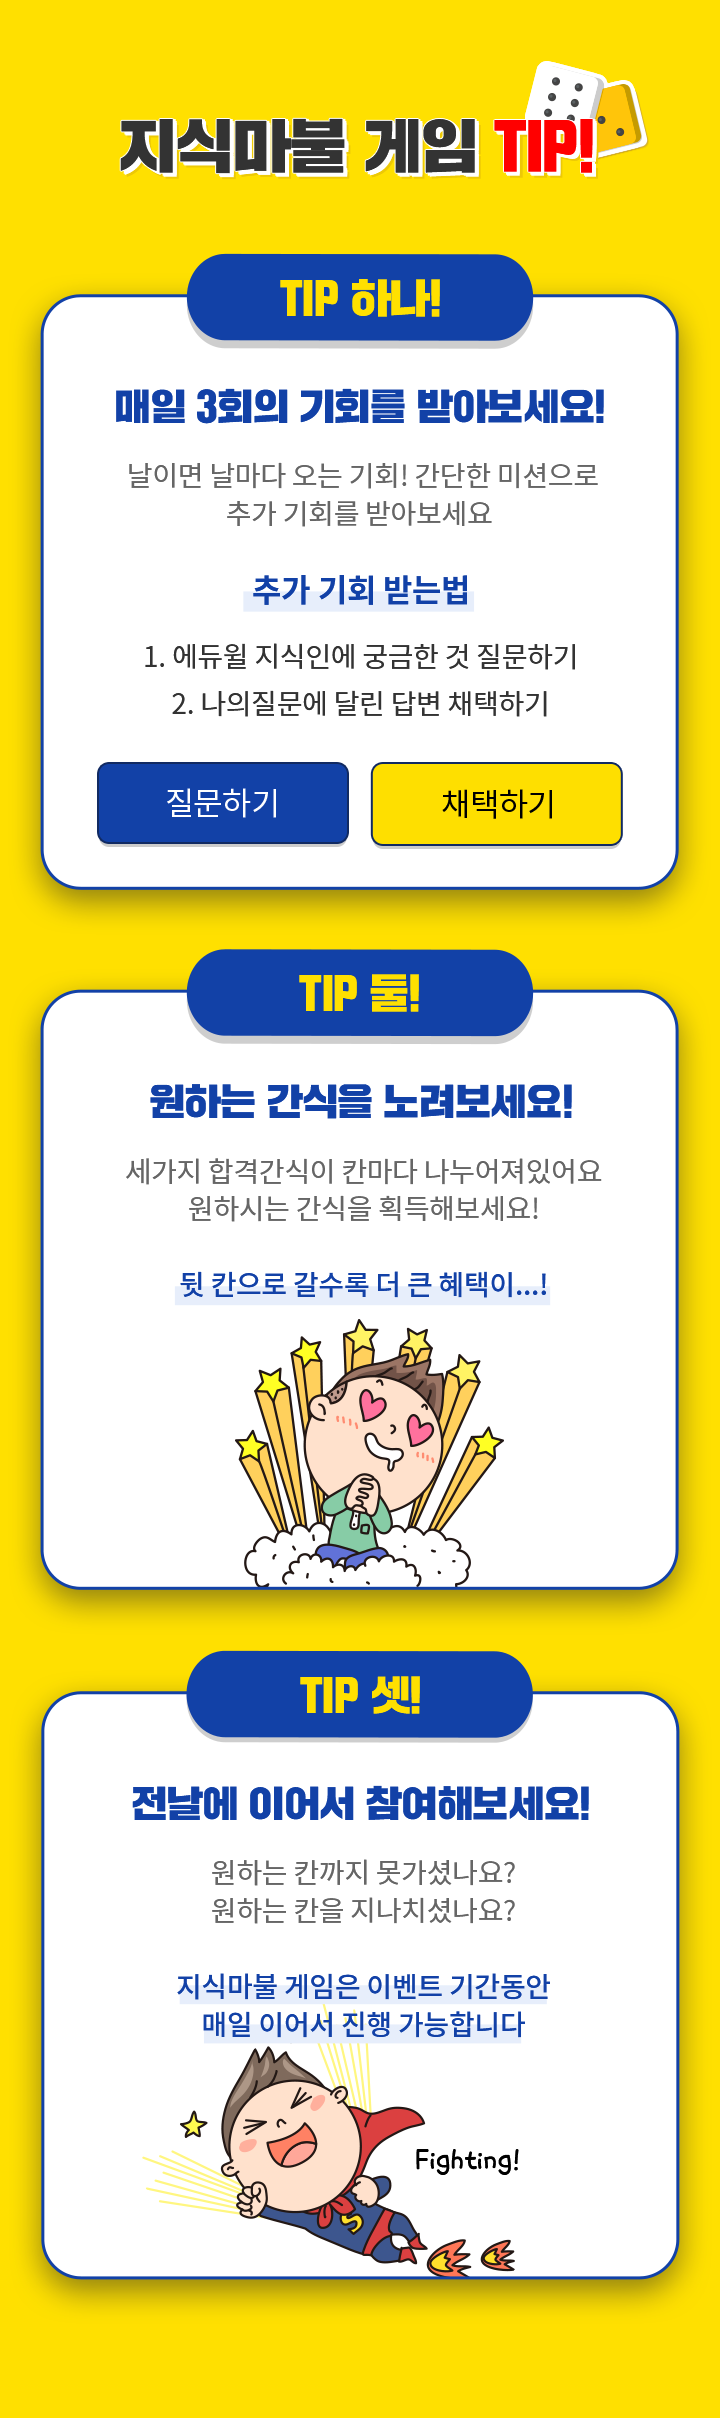 지식마불 게임 TIP!
TIP 하나!
매일 3회의 기회를 받아보세요!
날이면 날마다 오는 기회! 간단한 미션으로
추가 기회를 받아보세요
추가 기회 받는법
1. 에듀윌 지식인에 궁금한 것 질문하기
2. 나의질문에 달린 답변 채택하기
질문하기
채택하기
TIP 둘!
원하는 간식을 노려보세요!
세가지 합격간식이 칸마다 나누어져있어요
원하시는 간식을 획득해보세요!
뒷 칸으로 갈수록 더 큰 혜택이...!
TIP 셋!
전날에 이어서 참여해보세요!
원하는 칸까지 못가셨나요?
원하는 칸을 지나치셨나요?
지식마불 게임은 이벤트 기간동안
매일 이어서 진행 가능합니다
Fighting!
S